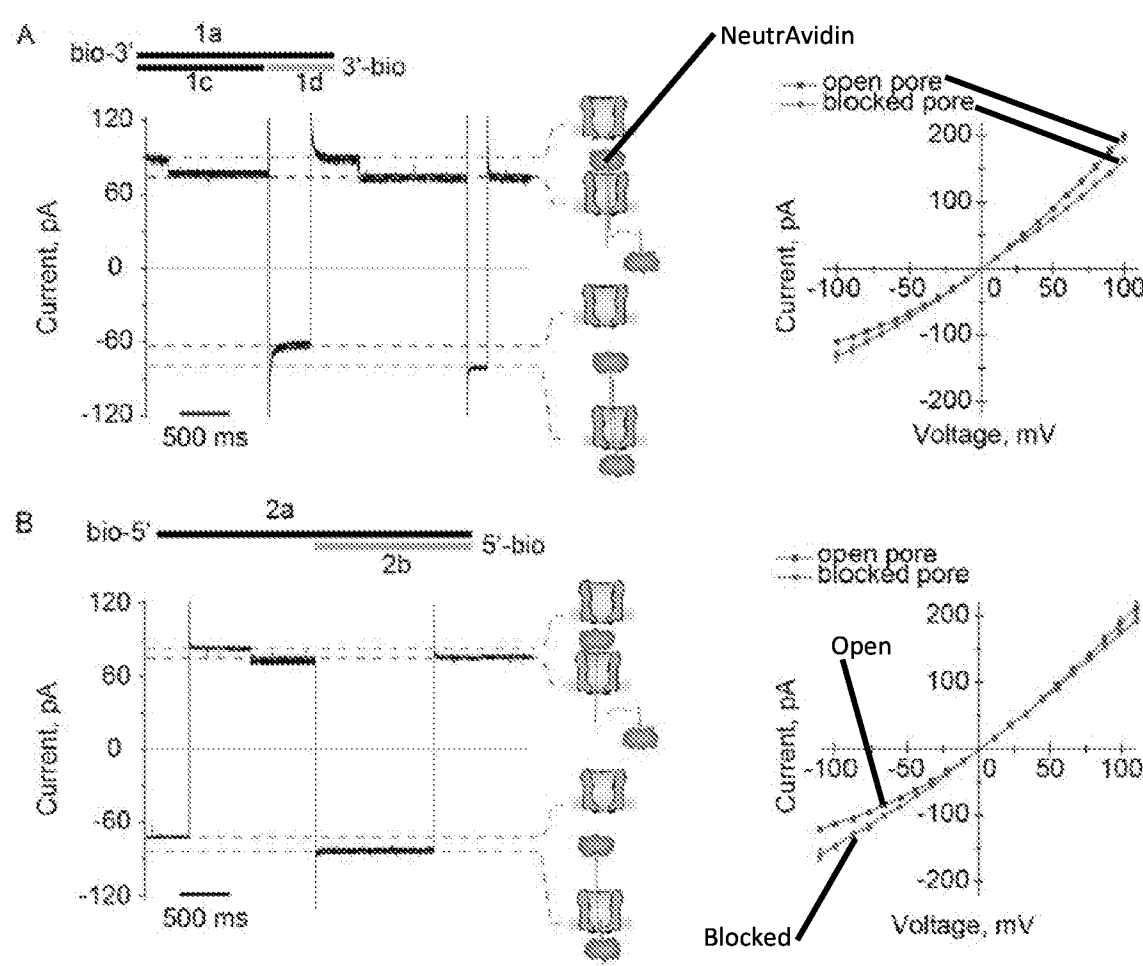 A
1a
bio-3'
3'-bio
1c
1d
NeutrAvidin
open pore
blocked pore
120
60
0
-60
-120
Current, pA
500 ms
200
100
-100
-50
0
50
100
-100
-200
Current, pA
Voltage, mV
B
2a
bio-5'
5'-bio
2b
open pore
blocked pore
120
60
0
-60
-120
Current, pA
500 ms
Open
200
100
-100
-50
0
50
100
-100
-200
Current, pA
Blocked
Voltage, mV